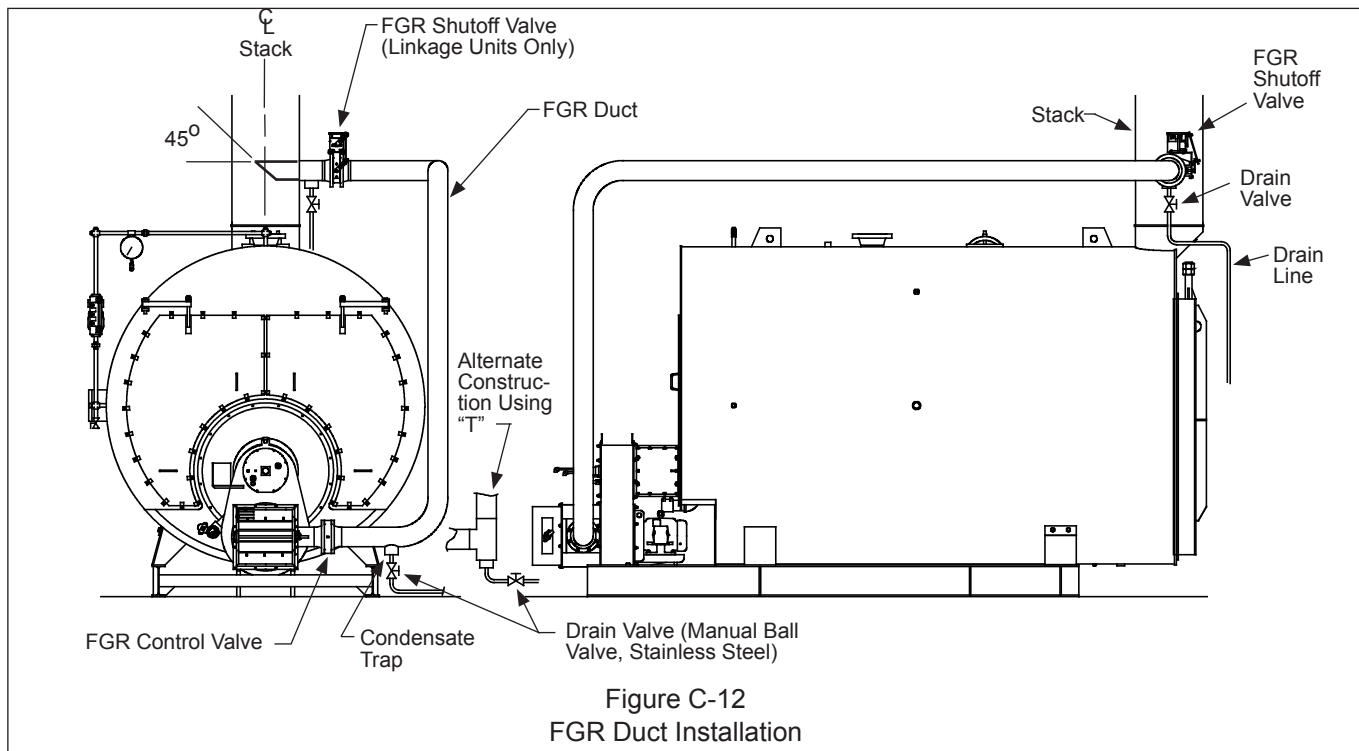 ℄
Stack
FGR Shutoff Valve
(Linkage Units Only)
FGR Duct
45°
Stack
FGR
Shutoff
Valve
Drain
Valve
Drain
Line
Alternate
Construc-
tion Using
“T”
FGR Control Valve
Condensate
Trap
Drain Valve (Manual Ball
Valve, Stainless Steel)
Figure C-12
FGR Duct Installation